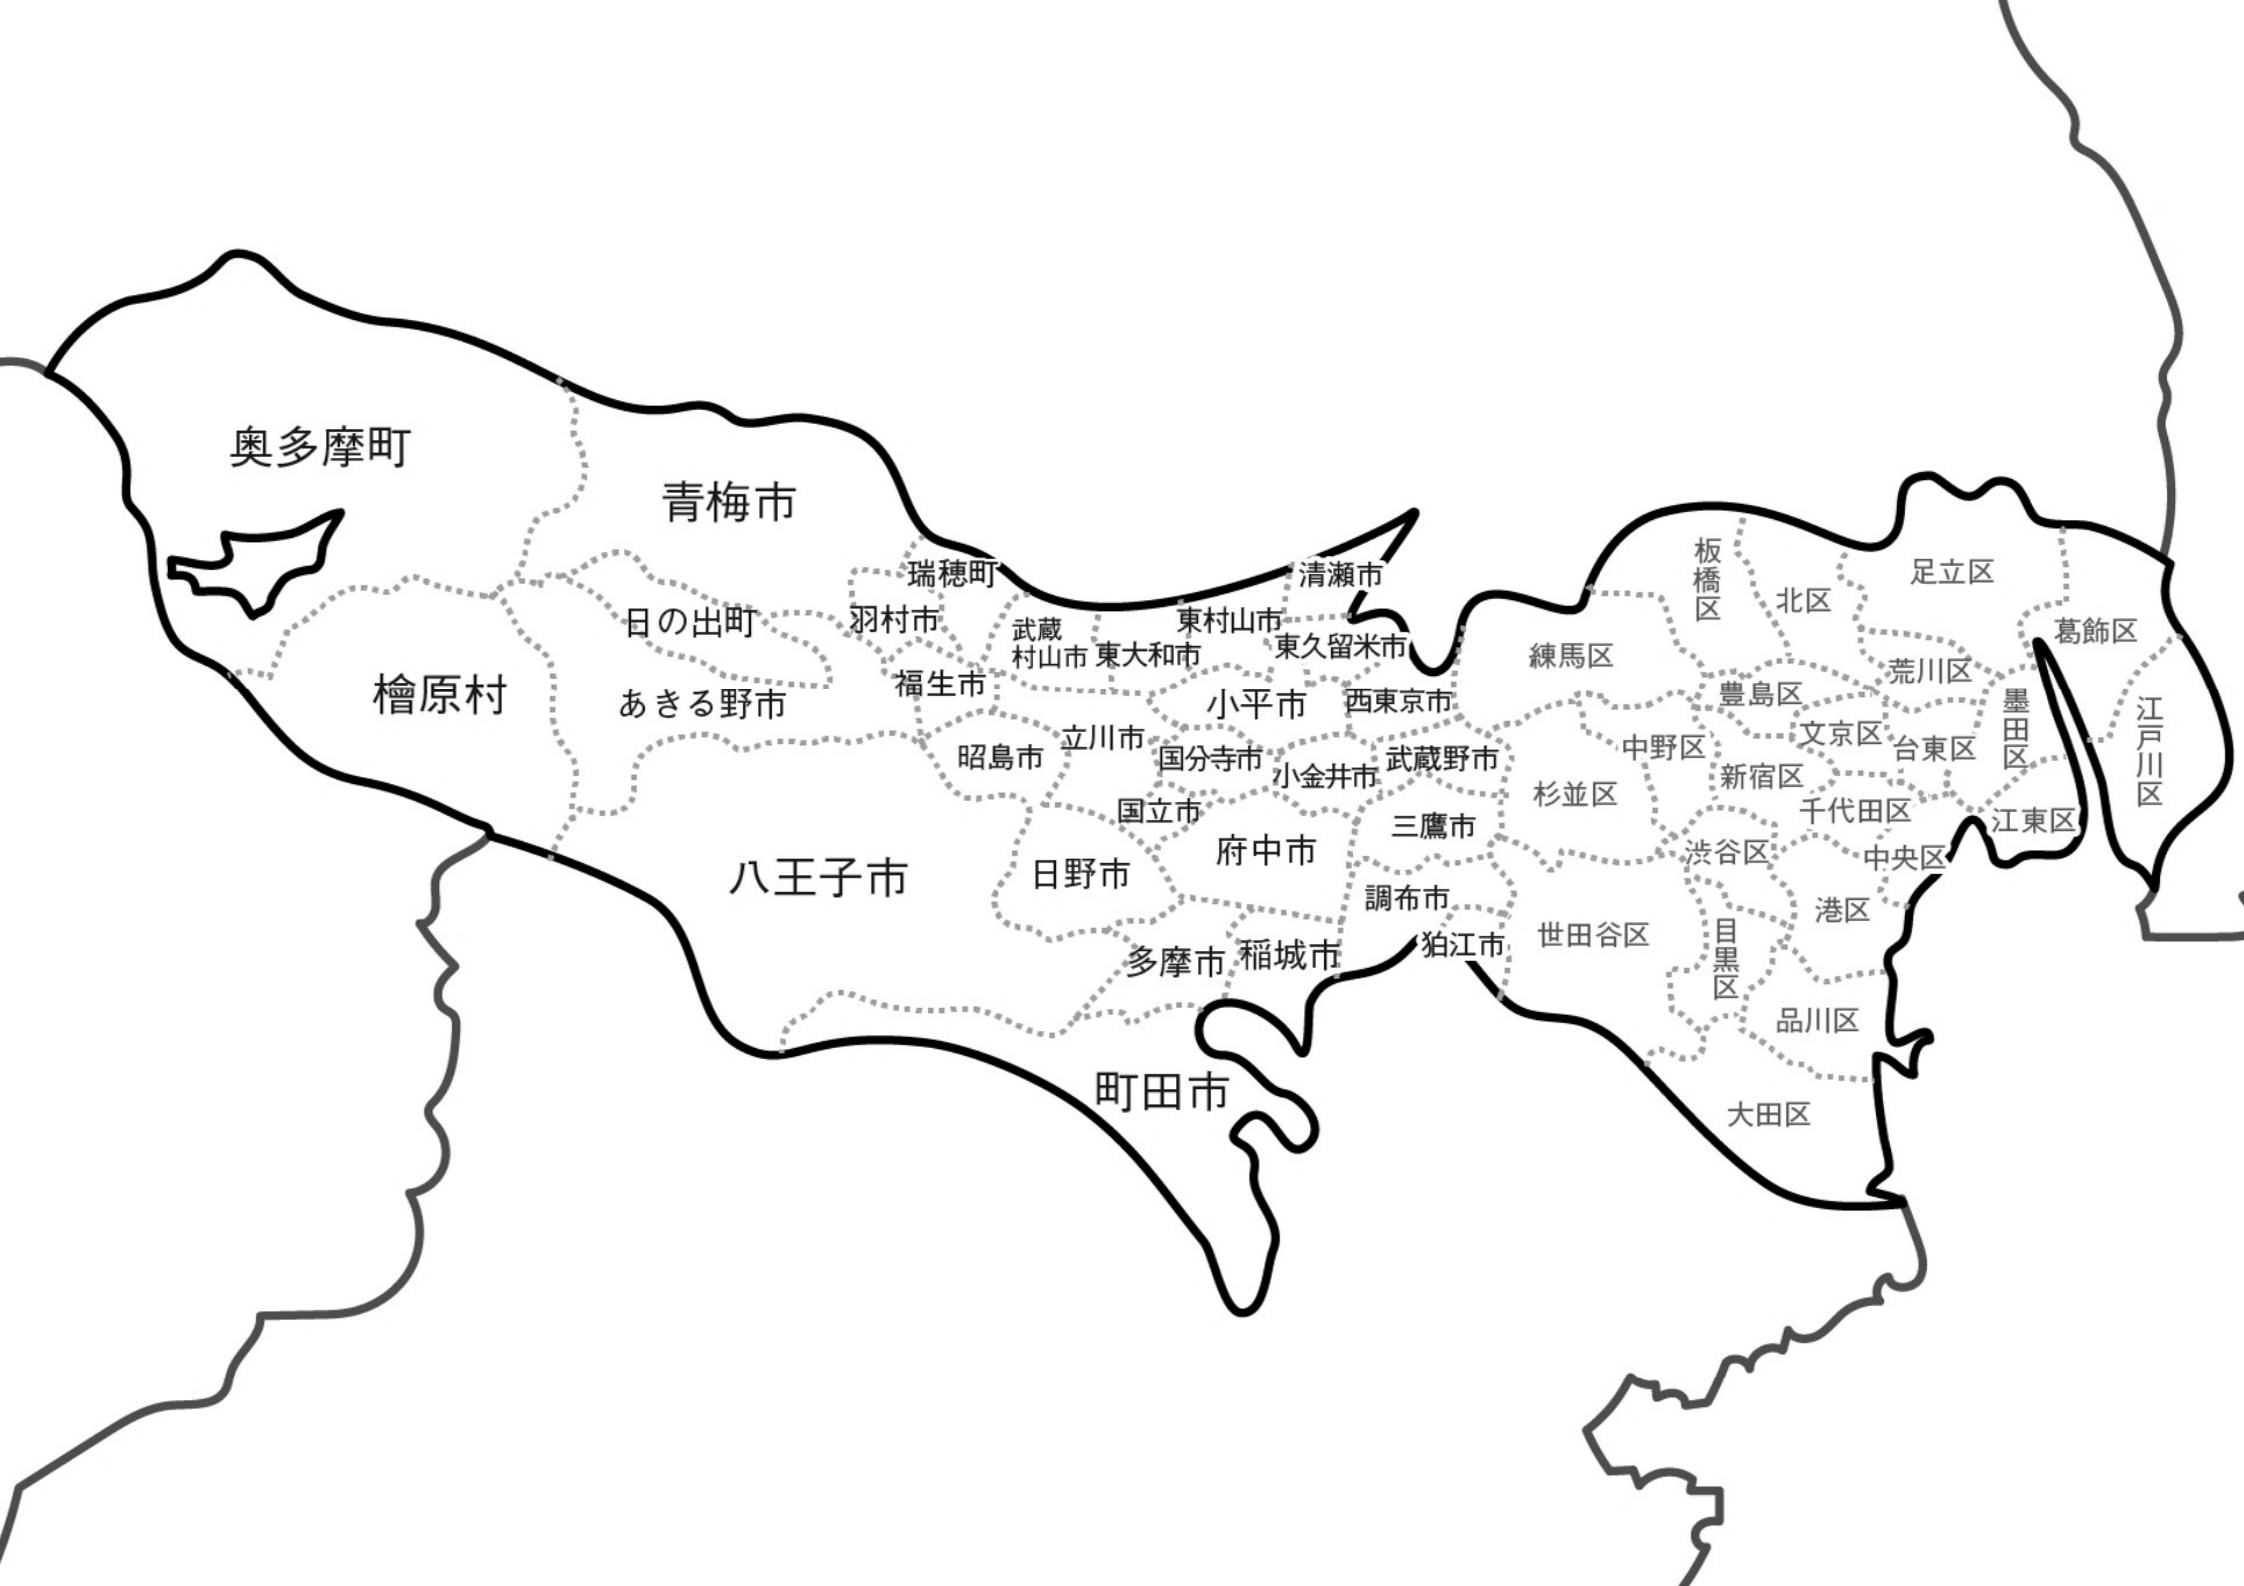 奥多摩町
青梅市
瑞穂町
清瀬市
日の出町
羽村市
武蔵
村山市
東大和市
東村山市
東久留米市
檜原村
あきる野市
福生市
小平市
西東京市
昭島市
立川市
国分寺市
小金井市
武蔵野市
国立市
三鷹市
八王子市
日野市
府中市
調布市
狛江市
多摩市
稲城市
町田市
板橋区
北区
足立区
葛飾区
練馬区
豊島区
荒川区
墨田区
江戸川区
中野区
文京区
台東区
杉並区
新宿区
千代田区
江東区
渋谷区
中央区
世田谷区
目黒区
港区
品川区
大田区